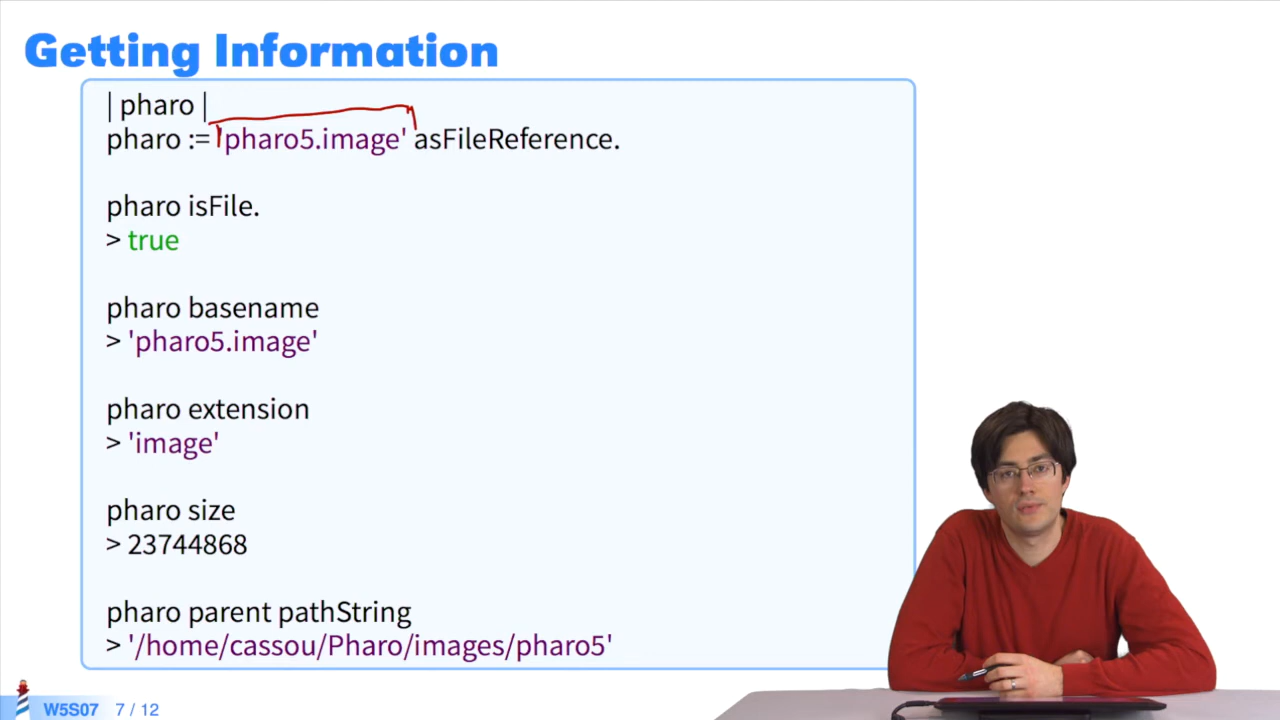 Getting Information
| pharo |
pharo := 'pharo5.image' asFileReference.
pharo isFile.
> true
pharo basename
> 'pharo5.image'
pharo extension
> 'image'
pharo size
> 23744868
pharo parent pathString
> '/home/cassou/Pharo/images/pharo5'
W5S07 7 / 12